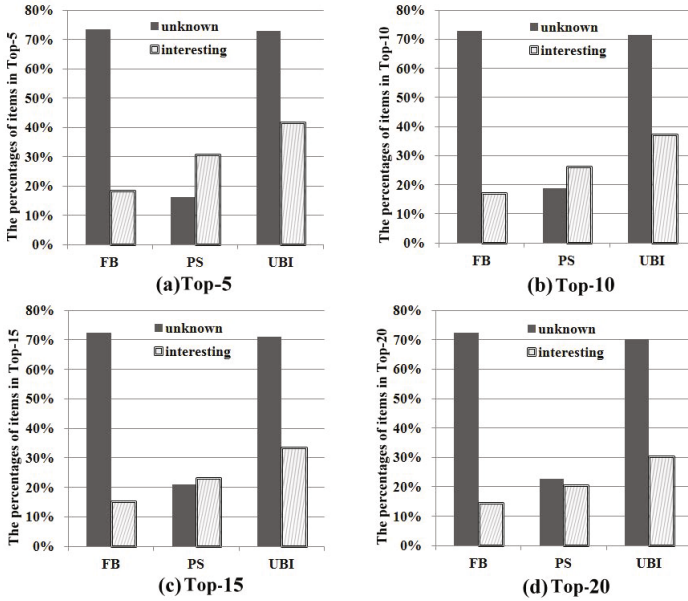 The percentages of items in Top-5
80%
70%
60%
50%
40%
30%
20%
10%
0%
unknown
interesting
FB PS UBI
(a)Top-5
The percentages of items in Top-10
80%
70%
60%
50%
40%
30%
20%
10%
0%
unknown
interesting
FB PS UBI
(b)Top-10
The percentages of items in Top-15
80%
70%
60%
50%
40%
30%
20%
10%
0%
unknown
interesting
FB PS UBI
(c)Top-15
The percentages of items in Top-20
80%
70%
60%
50%
40%
30%
20%
10%
0%
unknown
interesting
FB PS UBI
(d)Top-20